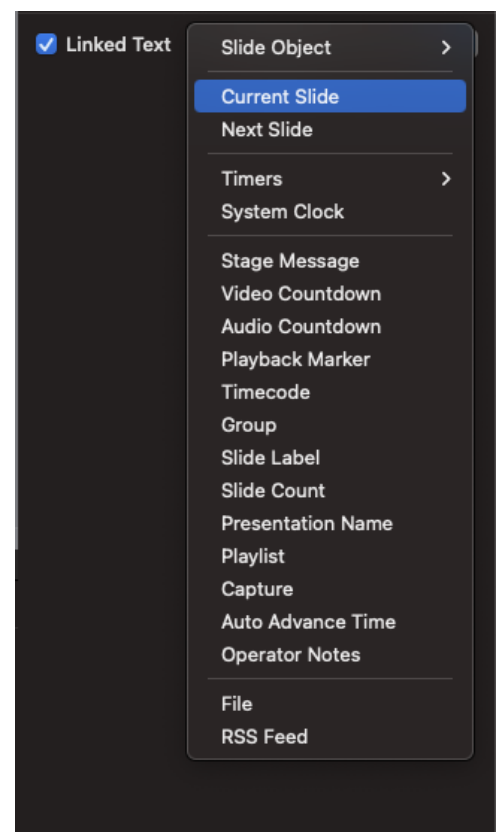 Linked Text
Slide Object
Current Slide
Next Slide
Timers
System Clock
Stage Message
Video Countdown
Audio Countdown
Playback Marker
Timecode
Group
Slide Label
Slide Count
Presentation Name
Playlist
Capture
Auto Advance Time
Operator Notes
File
RSS Feed